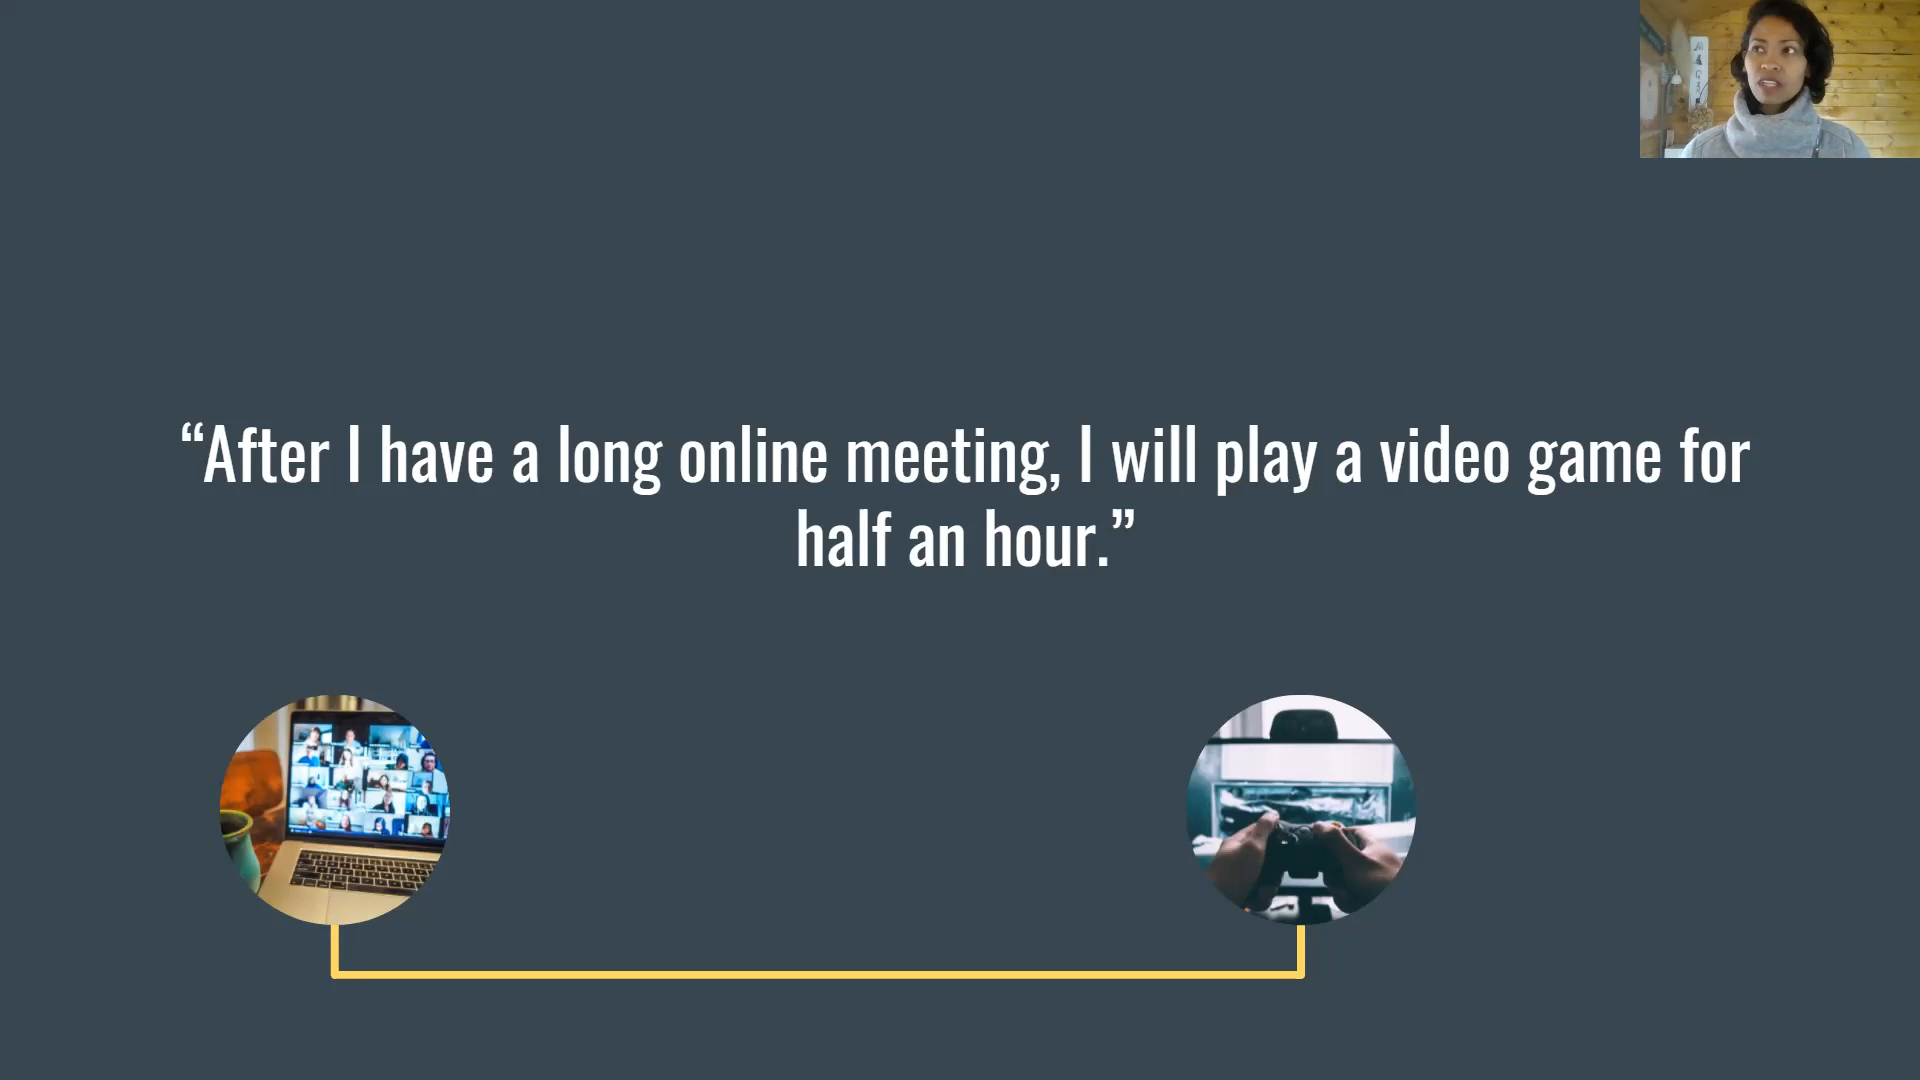 “After I have a long online meeting, I will play a video game for
half an hour.”